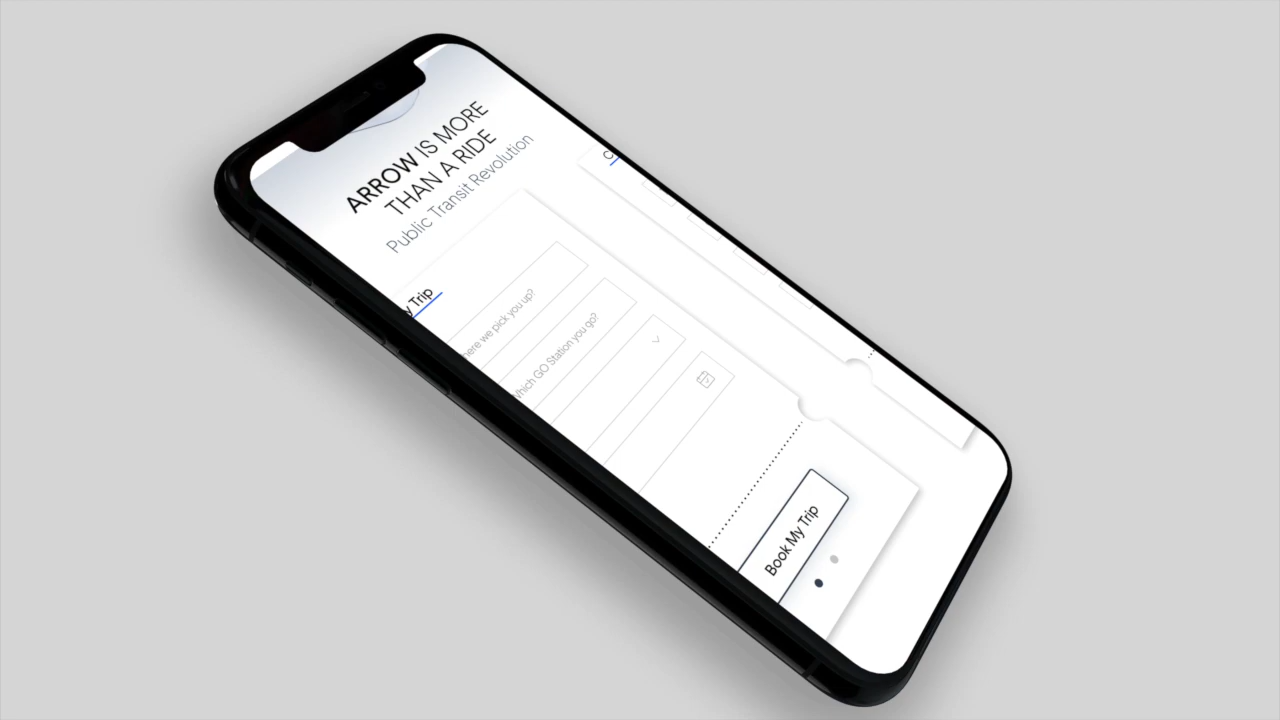 ARROW IS MORE
THAN A RIDE
Public Transit Revolution
y Trip
here we pick you up?
Which GO Station you go?
Book My Trip
C